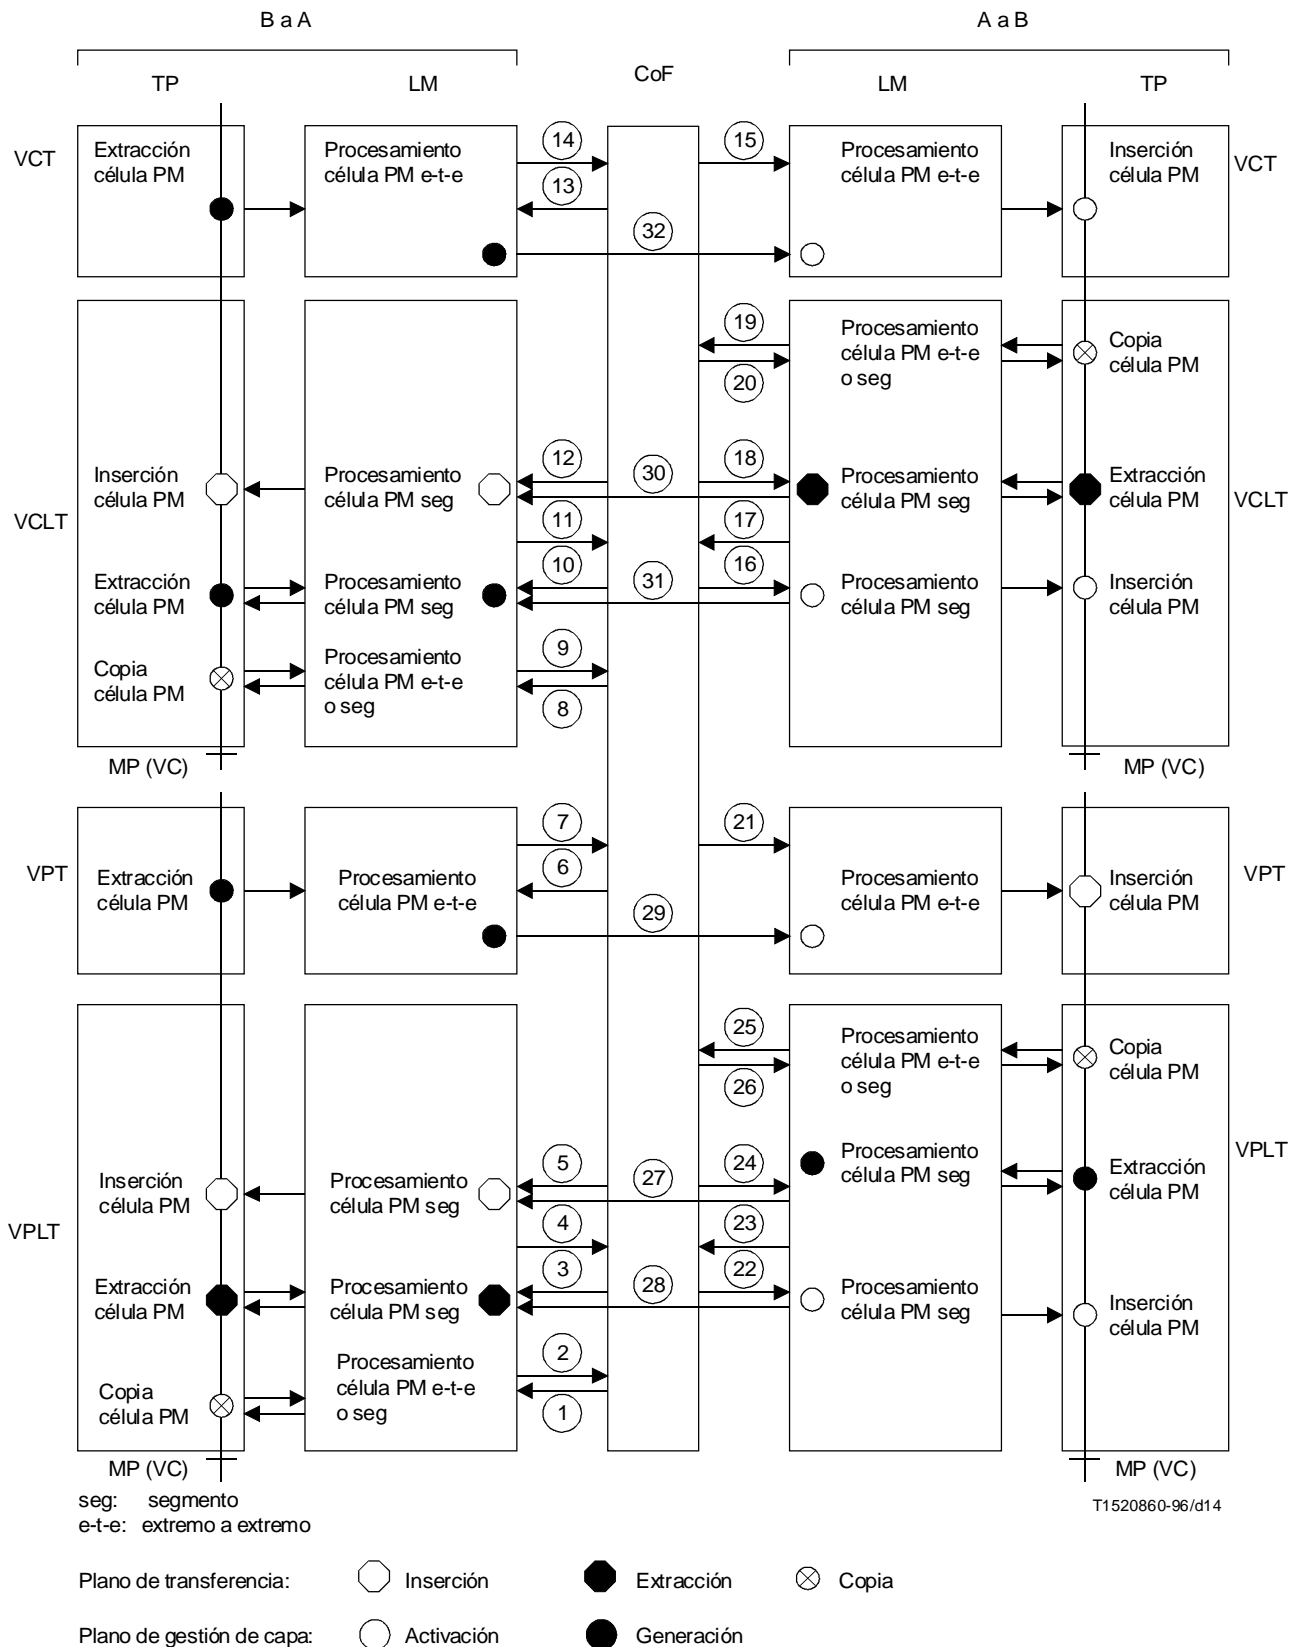 B a A
A a B
TP
LM
CoF
LM
TP
VCT
Extracción
célula PM
Procesamiento
célula PM e-t-e
14
13
32
15
Procesamiento
célula PM e-t-e
Inserción
célula PM
VCT
19
20
Procesamiento
célula PM e-t-e
o seg
Copia
célula PM
VCLT
Inserción
célula PM
Procesamiento
célula PM seg
12
30
18
Procesamiento
célula PM seg
Extracción
célula PM
VCLT
11
17
Extracción
célula PM
Procesamiento
célula PM seg
10
31
16
Procesamiento
célula PM seg
Inserción
célula PM
Copia
célula PM
Procesamiento
célula PM e-t-e
o seg
9
8
MP (VC)
MP (VC)
VPT
Extracción
célula PM
Procesamiento
célula PM e-t-e
7
6
29
21
Procesamiento
célula PM e-t-e
Inserción
célula PM
VPT
25
26
Procesamiento
célula PM e-t-e
o seg
Copia
célula PM
VPLT
Inserción
célula PM
Procesamiento
célula PM seg
5
27
24
Procesamiento
célula PM seg
Extracción
célula PM
VPLT
4
23
Extracción
célula PM
Procesamiento
célula PM seg
3
28
22
Procesamiento
célula PM seg
Inserción
célula PM
Copia
célula PM
Procesamiento
célula PM e-t-e
o seg
2
1
MP (VC)
MP (VC)
seg: segmento
e-t-e: extremo a extremo
T1520860-96/d14
Plano de transferencia: Inserción Extracción Copia
Plano de gestión de capa: Activación Generación